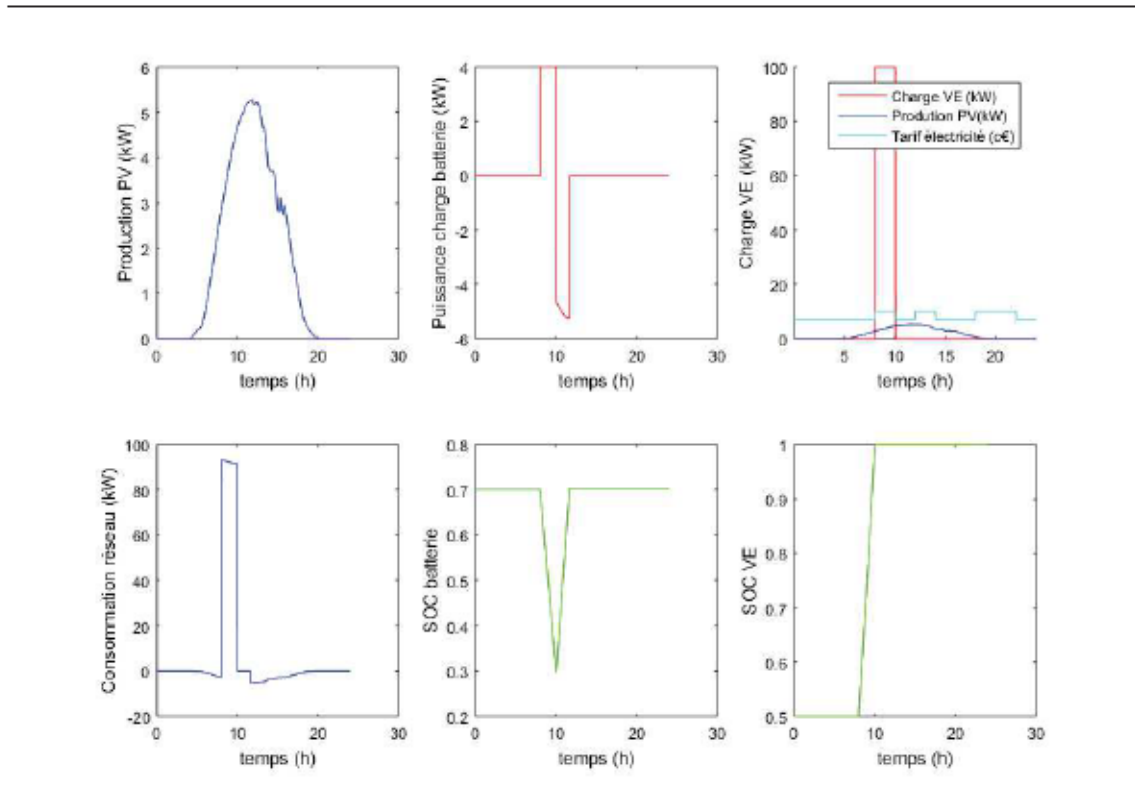 6
5
4
3
2
1
0
0 10 20 30
Production PV (kW)
temps (h)
4
2
0
-2
-4
-6
0 10 20 30
Puissance charge batterie (kW)
temps (h)
100
80
60
40
20
0
5 10 15 20
Charge VE (kW)
temps (h)
Charge VE (kW)
Prodution PV(kW)
Tarif électricité (c€)
100
80
60
40
20
0
-20
0 10 20 30
Consommation réseau (kW)
temps (h)
0.8
0.7
0.6
0.5
0.4
0.3
0.2
0 10 20 30
SOC batterie
temps (h)
1
0.9
0.8
0.7
0.6
0.5
0 10 20 30
SOC VE
temps (h)